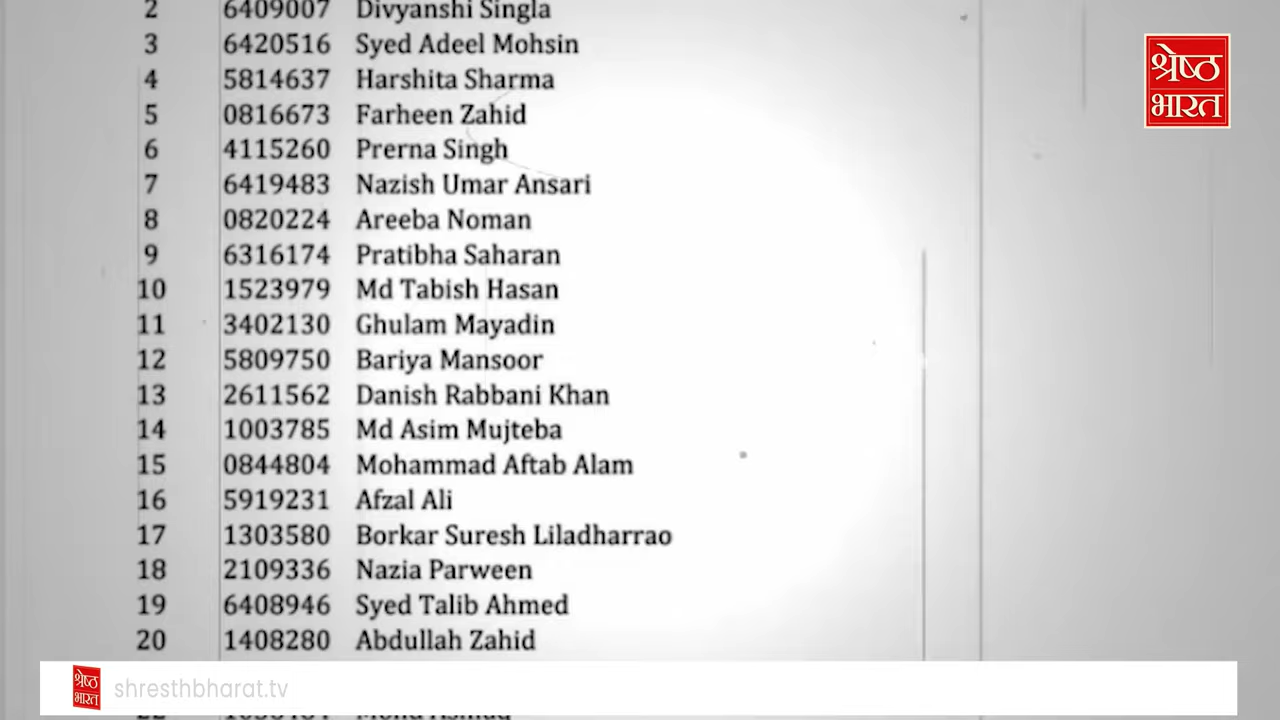 2 6409007 Divyanshi Singla
3 6420516 Syed Adeel Mohsin
4 5814637 Harshita Sharma
5 0816673 Farheen Zahid
6 4115260 Prerna Singh
7 6419483 Nazish Umar Ansari
8 0820224 Areeba Noman
9 6316174 Pratibha Saharan
10 1523979 Md Tabish Hasan
11 3402130 Ghulam Mayadin
12 5809750 Bariya Mansoor
13 2611562 Danish Rabbani Khan
14 1003785 Md Asim Mujteba
15 0844804 Mohammad Aftab Alam
16 5919231 Afzal Ali
17 1303580 Borkar Suresh Liladharrao
18 2109336 Nazia Parween
19 6408946 Syed Talib Ahmed
20 1408280 Abdullah Zahid
श्रेष्ठ
भारत
श्रेष्ठ
भारत
shresthbharat.tv